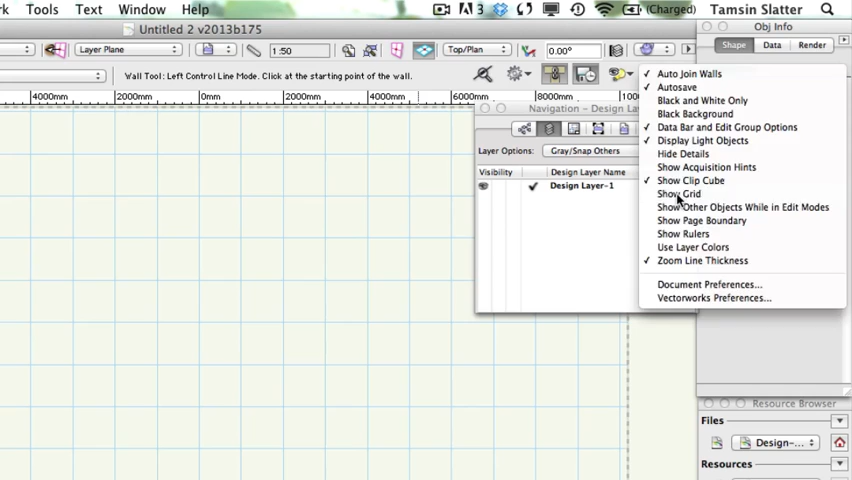 rk Tools Text Window Help 3 (Charged) Tamsin Slatter
Untitled 2 v2013b175
Obj Info
Layer Plane 1:50 Top/Plan 0.00°
Shape Data Render
Wall Tool: Left Control Line Mode. Click at the starting point of the wall.
4000mm 2000mm 0mm 2000mm 4000mm 6000mm 8000mm 1000
Navigation - Design La
Layer Options: Gray/Snap Others
Visibility Design Layer Name
Design Layer-1
Auto Join Walls
Autosave
Black and White Only
Black Background
Data Bar and Edit Group Options
Display Light Objects
Hide Details
Show Acquisition Hints
Show Clip Cube
Show Grid
Show Other Objects While in Edit Modes
Show Page Boundary
Show Rulers
Use Layer Colors
Zoom Line Thickness
Document Preferences...
Vectorworks Preferences...
Resource Browser
Files
Design-...
Resources